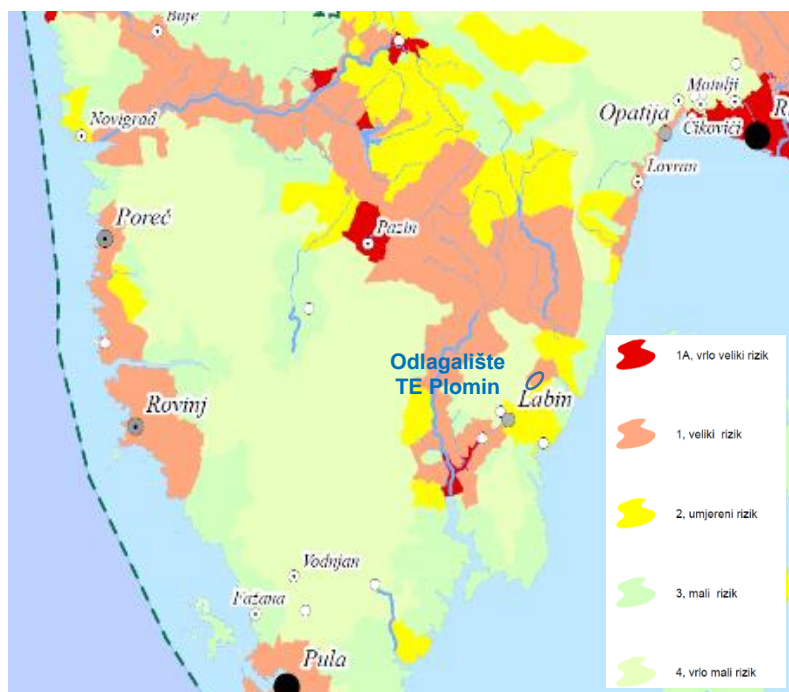 Buje
Matulji
Opatija
R
Čikovići
Novigrad
Lovran
Poreč
Pazin
Odlagalište
TE Plomin
Labin
Rovinj
Vodnjan
Fažana
Pula
1A, vrlo veliki rizik
1, veliki rizik
2, umjereni rizik
3, mali rizik
4, vrlo mali rizik